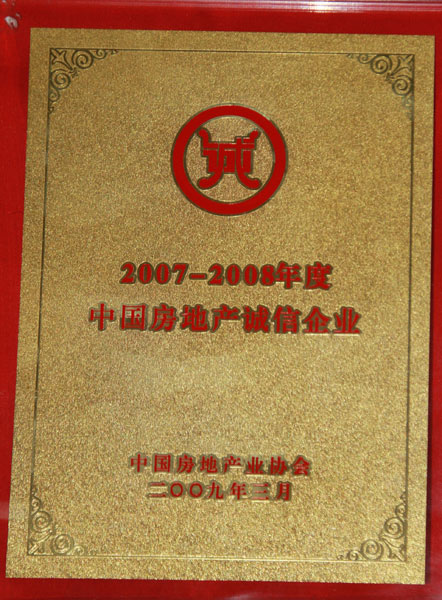 诚
2007-2008年度
中国房地产诚信企业
中国房地产业协会
二〇〇九年三月